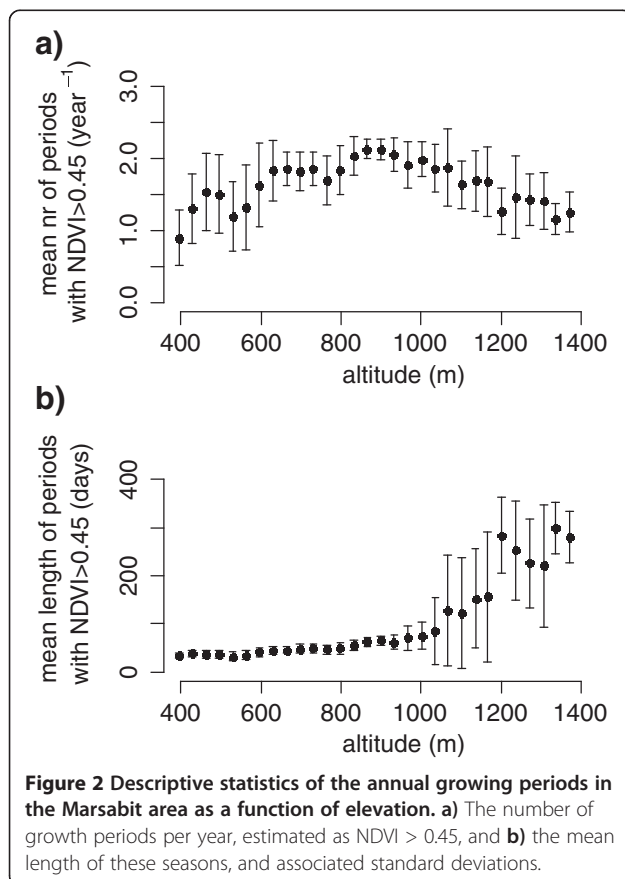 a)
mean nr of periods
with NDVI>0.45 (year⁻¹)
3.0
2.0
1.0
0.0
400 600 800 1000 1200 1400
altitude (m)
b)
mean length of periods
with NDVI>0.45 (days)
400
200
0
400 600 800 1000 1200 1400
altitude (m)
Figure 2 Descriptive statistics of the annual growing periods in
the Marsabit area as a function of elevation. a) The number of
growth periods per year, estimated as NDVI > 0.45, and b) the mean
length of these seasons, and associated standard deviations.